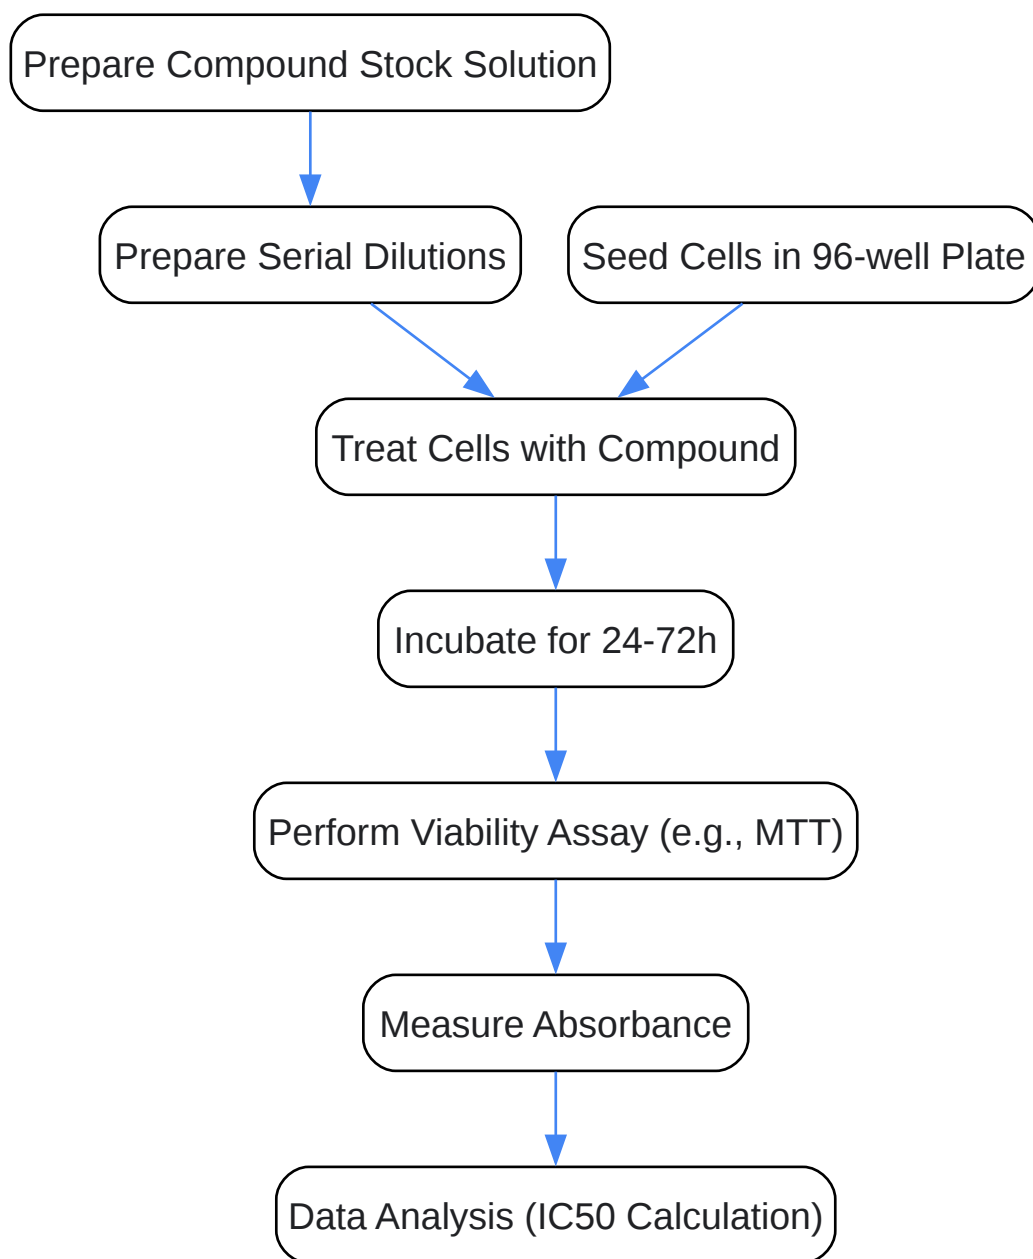 Prepare Compound Stock Solution
Prepare Serial Dilutions
Seed Cells in 96-well Plate
Treat Cells with Compound
Incubate for 24-72h
Perform Viability Assay (e.g., MTT)
Measure Absorbance
Data Analysis (IC50 Calculation)